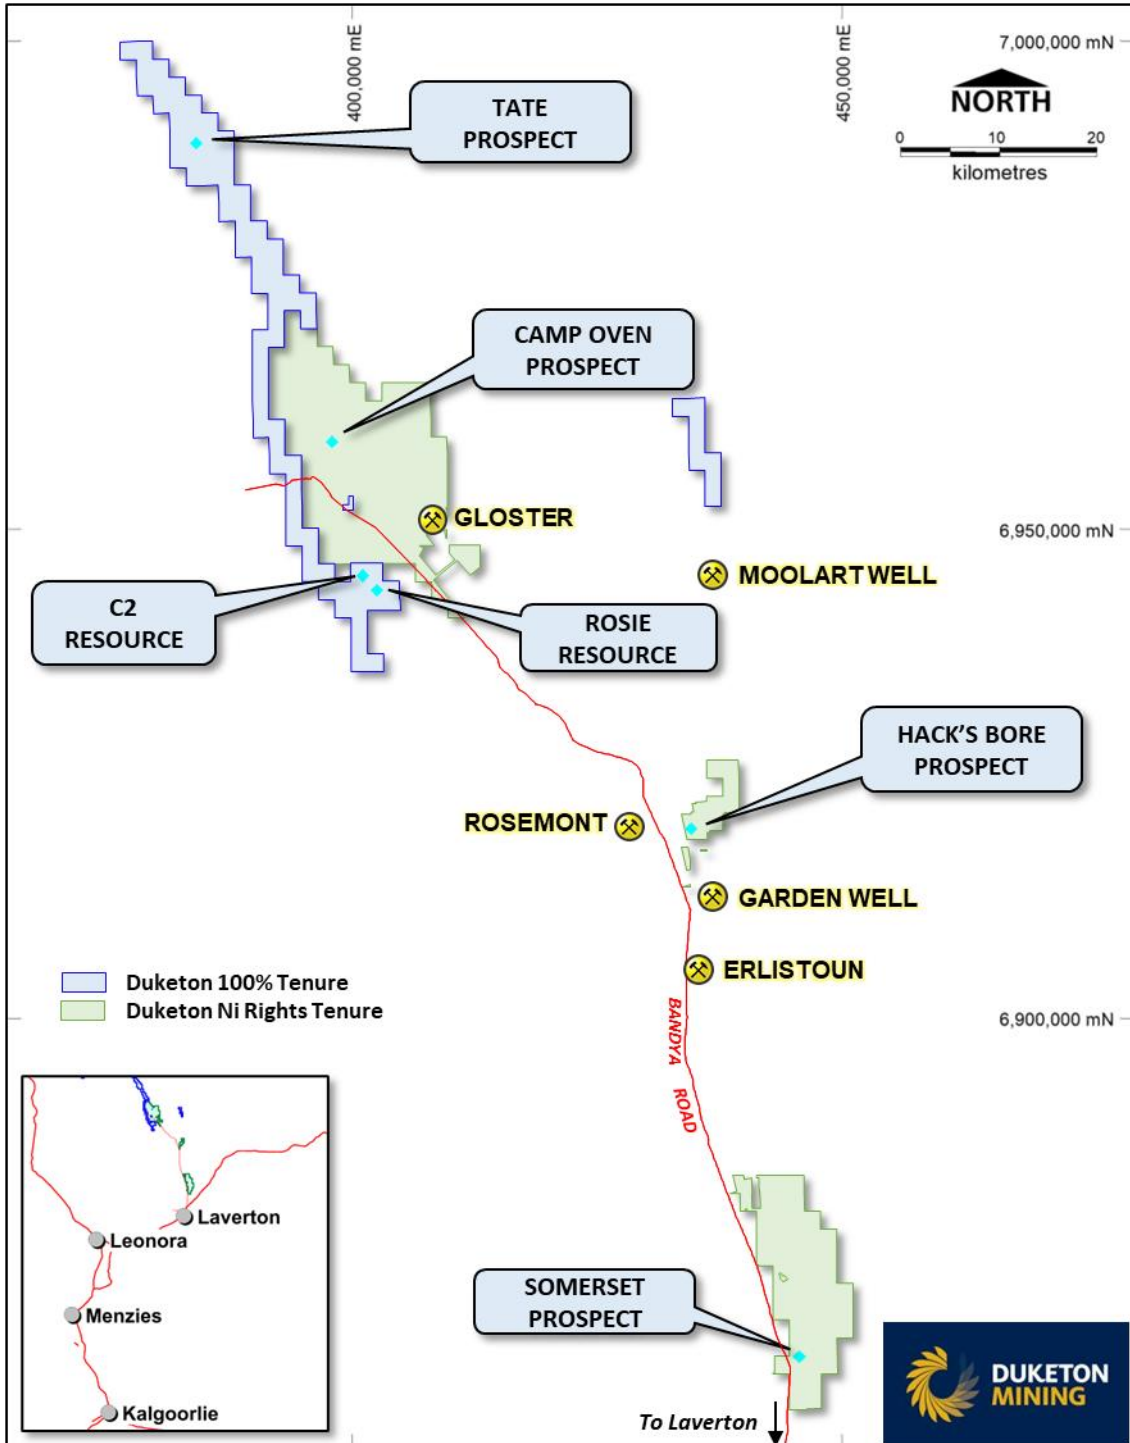 400,000 mE
450,000 mE
7,000,000 mN
NORTH
0 10 20
kilometres
TATE
PROSPECT
CAMP OVEN
PROSPECT
GLOSTER
6,950,000 mN
MOOLART WELL
C2
RESOURCE
ROSIE
RESOURCE
HACK'S BORE
PROSPECT
ROSEMONT
GARDEN WELL
ERLISTOUN
Duketon 100% Tenure
Duketon Ni Rights Tenure
6,900,000 mN
BANDYA
ROAD
Laverton
Leonora
Menzies
Kalgoorlie
SOMERSET
PROSPECT
To Laverton
DUKETON
MINING